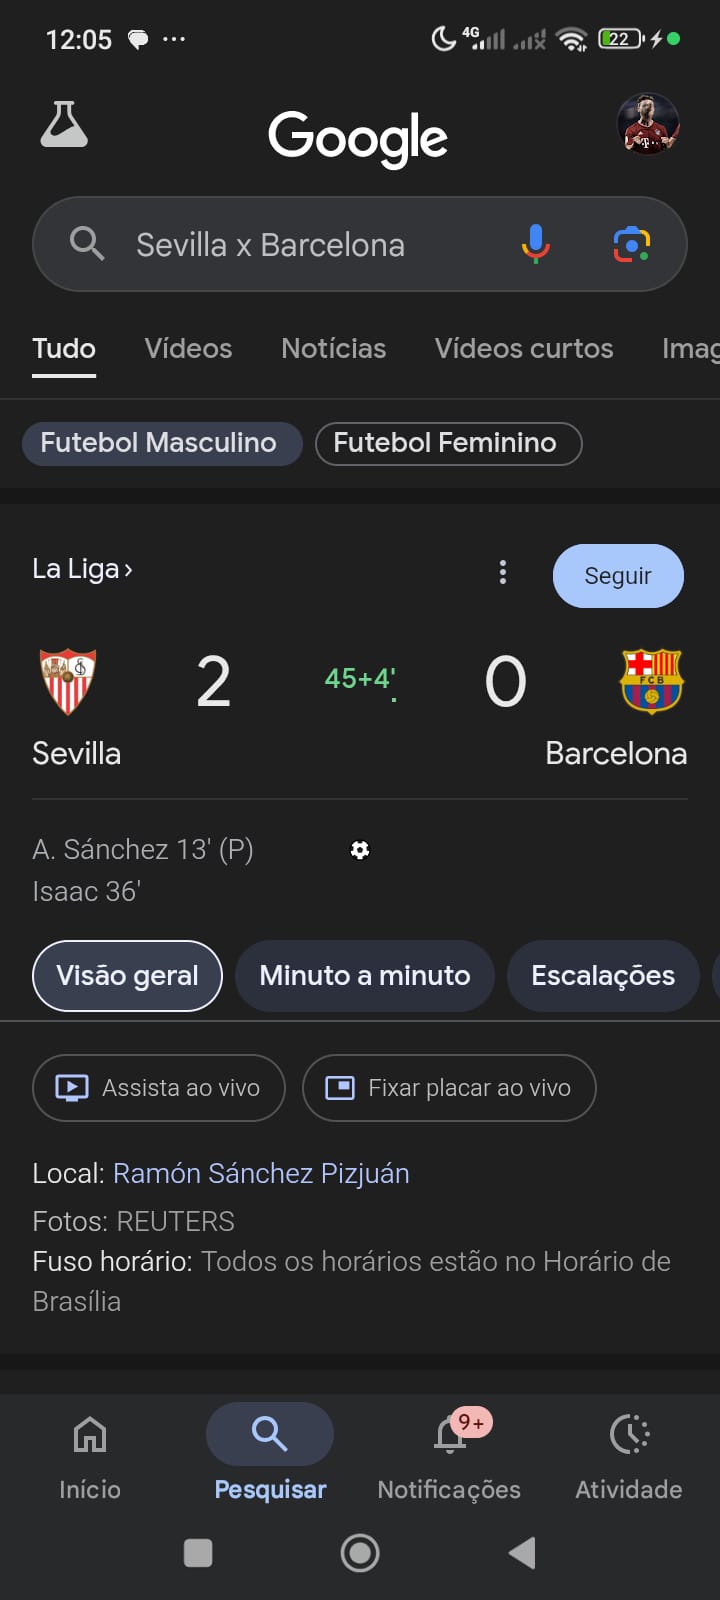 12:05
4G
22
Google
Sevilla x Barcelona
Tudo Vídeos Notícias Vídeos curtos Imag
Futebol Masculino Futebol Feminino
La Liga ›
Seguir
2 45+4' 0
FCB
Sevilla Barcelona
A. Sánchez 13' (P)
Isaac 36'
Visão geral Minuto a minuto Escalações
Assista ao vivo Fixar placar ao vivo
Local: Ramón Sánchez Pizjuán
Fotos: REUTERS
Fuso horário: Todos os horários estão no Horário de
Brasília
9+
Início Pesquisar Notificações Atividade